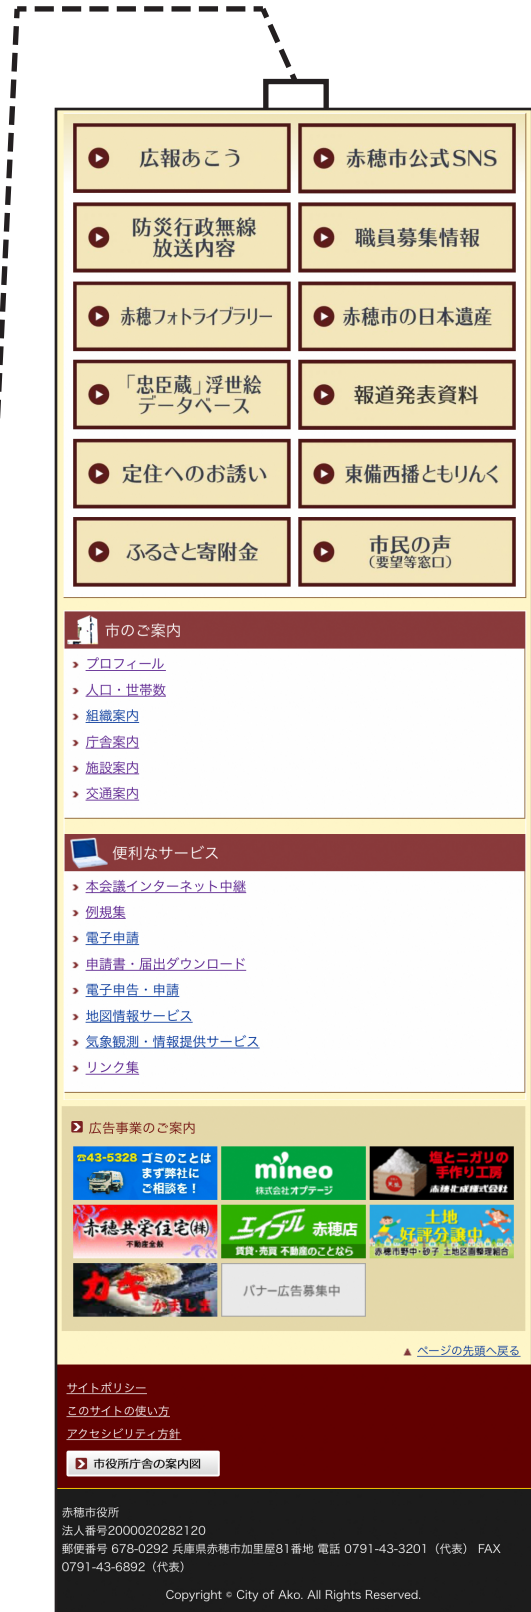 広報あこう
赤穂市公式SNS
防災行政無線
放送内容
職員募集情報
赤穂フォトライブラリー
赤穂市の日本遺産
「忠臣蔵」浮世絵
データベース
報道発表資料
定住へのお誘い
東備西播ともりんく
ふるさと寄附金
市民の声
(要望等窓口)
市のご案内
プロフィール
人口・世帯数
組織案内
庁舎案内
施設案内
交通案内
便利なサービス
本会議インターネット中継
例規集
電子申請
申請書・届出ダウンロード
電子申告・申請
地図情報サービス
気象観測・情報提供サービス
リンク集
広告事業のご案内
☎43-5328 ゴミのことは
まず弊社に
ご相談を！
mineo
株式会社オプテージ
塩とニガリの
手作り工房
赤穂化成株式会社
赤穂共栄住宅㈱
不動産全般
エイブル 赤穂店
賃貸・売買 不動産のことなら
土地
好評分譲中
赤穂市野中・砂子 土地区画整理組合
カキ
かましま
バナー広告募集中
▲ ページの先頭へ戻る
サイトポリシー
このサイトの使い方
アクセシビリティ方針
市役所庁舎の案内図
赤穂市役所
法人番号2000020282120
郵便番号 678-0292 兵庫県赤穂市加里屋81番地 電話 0791-43-3201（代表） FAX
0791-43-6892（代表）
Copyright © City of Ako. All Rights Reserved.